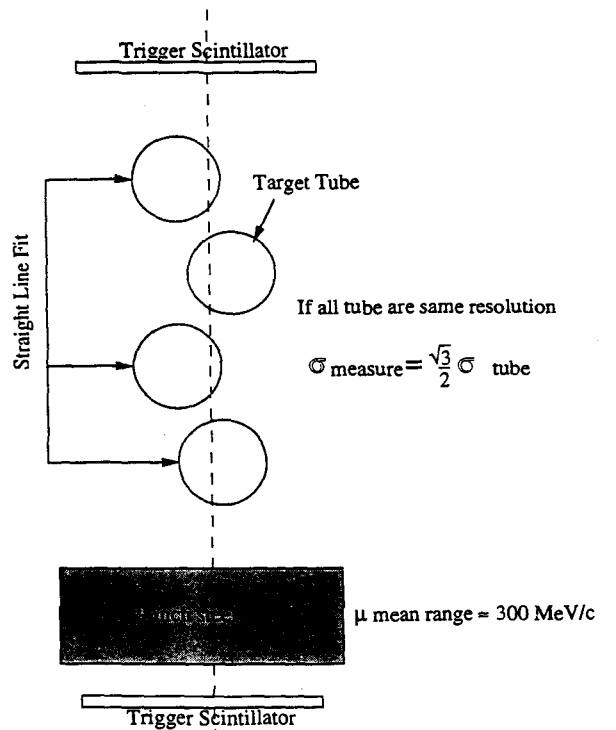 Trigger Scintillator
Target Tube
Straight Line Fit
If all tube are same resolution
σ measure = √3/2 σ tube
μ mean range = 300 MeV/c
Trigger Scintillator